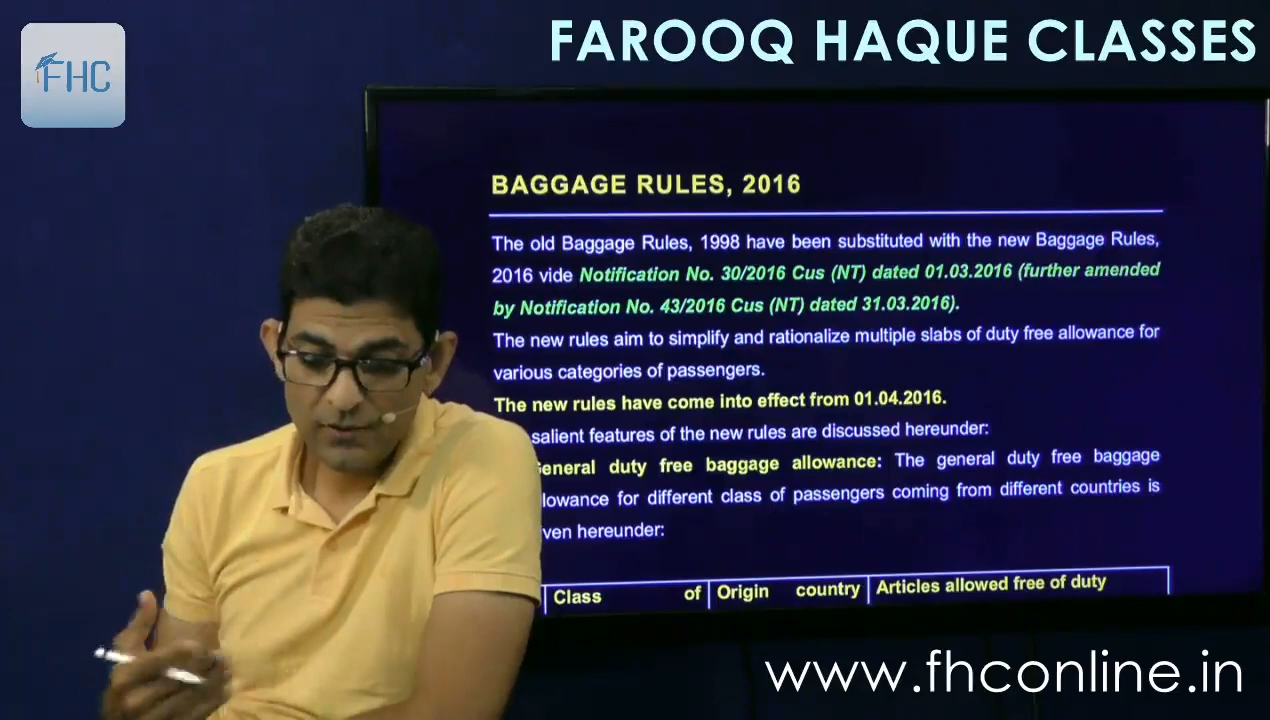 FHC
FAROOQ HAQUE CLASSES
BAGGAGE RULES, 2016
The old Baggage Rules, 1998 have been substituted with the new Baggage Rules,
2016 vide Notification No. 30/2016 Cus (NT) dated 01.03.2016 (further amended
by Notification No. 43/2016 Cus (NT) dated 31.03.2016).
The new rules aim to simplify and rationalize multiple slabs of duty free allowance for
various categories of passengers.
The new rules have come into effect from 01.04.2016.
salient features of the new rules are discussed hereunder:
General duty free baggage allowance: The general duty free baggage
lowance for different class of passengers coming from different countries is
ven hereunder:
Class of Origin country Articles allowed free of duty
www.fhconline.in